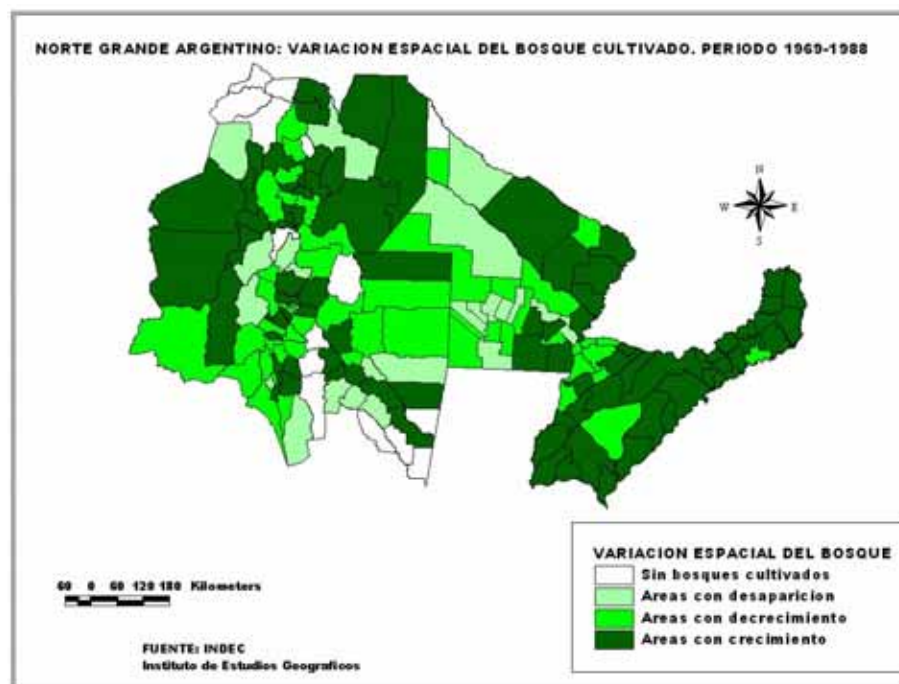 NORTE GRANDE ARGENTINO: VARIACION ESPACIAL DEL BOSQUE CULTIVADO. PERIODO 1969-1988
N
W E
S
VARIACION ESPACIAL DEL BOSQUE
Sin bosques cultivados
Areas con desaparicion
Areas con decrecimiento
Areas con crecimiento
60 0 60 120 180 Kilometers
FUENTE: INDEC
Instituto de Estudios Geograficos